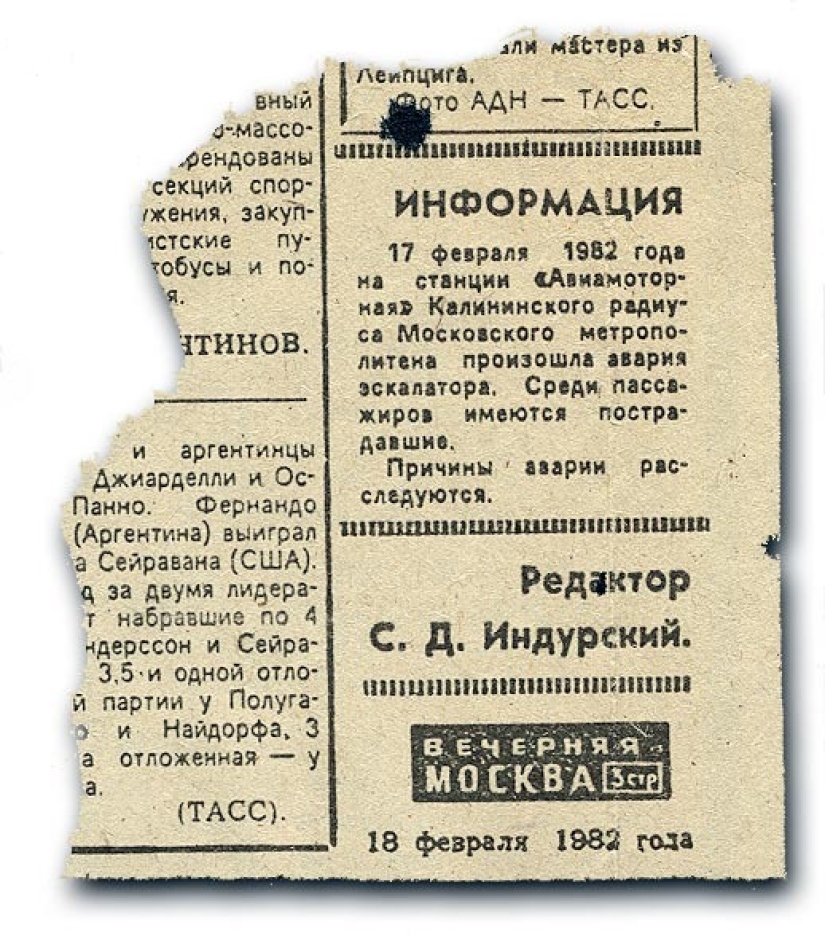 вный
о-массо-
арендованы
секций спор-
ужения, закуп-
истские пу-
тобусы и по-
я.
НТИНОВ.
и аргентинцы
Джиарделли и Ос-
Панно. Фернандо
(Аргентина) выиграл
а Сейравана (США).
д за двумя лидера-
т набравшие по 4
ндерссон и Сейра-
3,5 и одной отло-
й партии у Полуга-
о и Найдорфа, 3
а отложенная — у
а.
(ТАСС).
али мастера из
Лейпцига.
Фото АДН — ТАСС.
ИНФОРМАЦИЯ
17 февраля 1982 года
на станции «Авиамотор-
ная» Калининского радиу-
са Московского метропо-
литена произошла авария
эскалатора. Среди пасса-
жиров имеются постра-
давшие.
Причины аварии рас-
следуются.
Редактор
С. Д. Индурский.
ВЕЧЕРНЯЯ
МОСКВА 3 стр
18 февраля 1982 года